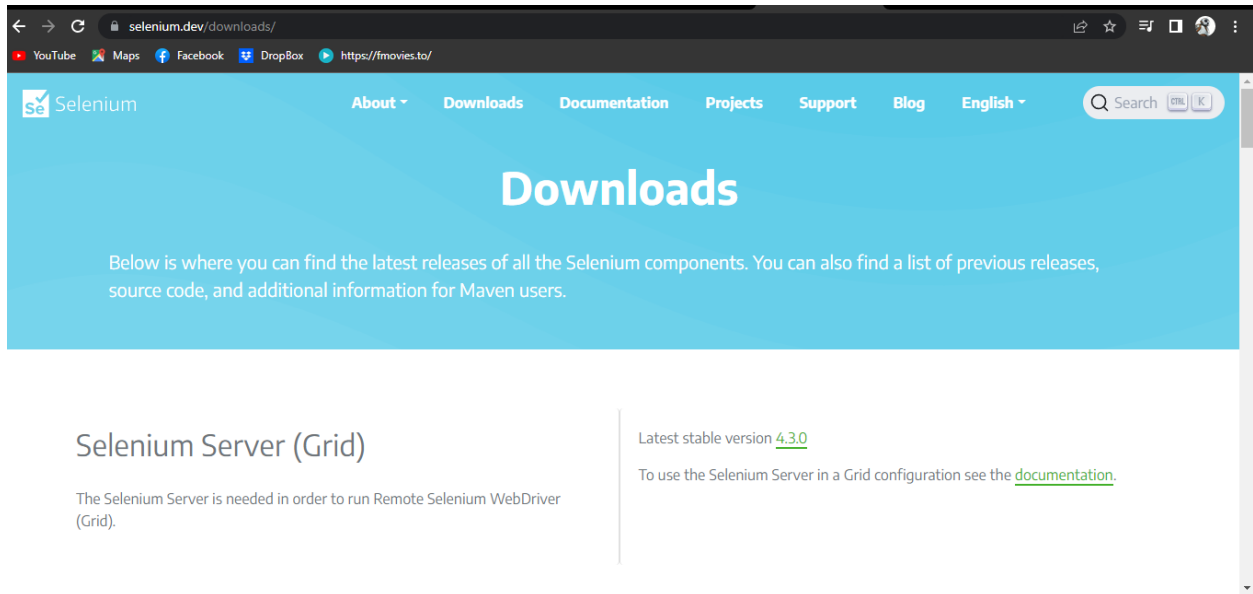 selenium.dev/downloads/
YouTube Maps Facebook DropBox https://fmovies.to/
Se Selenium About Downloads Documentation Projects Support Blog English Search CTRL K
Downloads
Below is where you can find the latest releases of all the Selenium components. You can also find a list of previous releases,
source code, and additional information for Maven users.
Selenium Server (Grid)
The Selenium Server is needed in order to run Remote Selenium WebDriver
(Grid).
Latest stable version 4.3.0
To use the Selenium Server in a Grid configuration see the documentation.